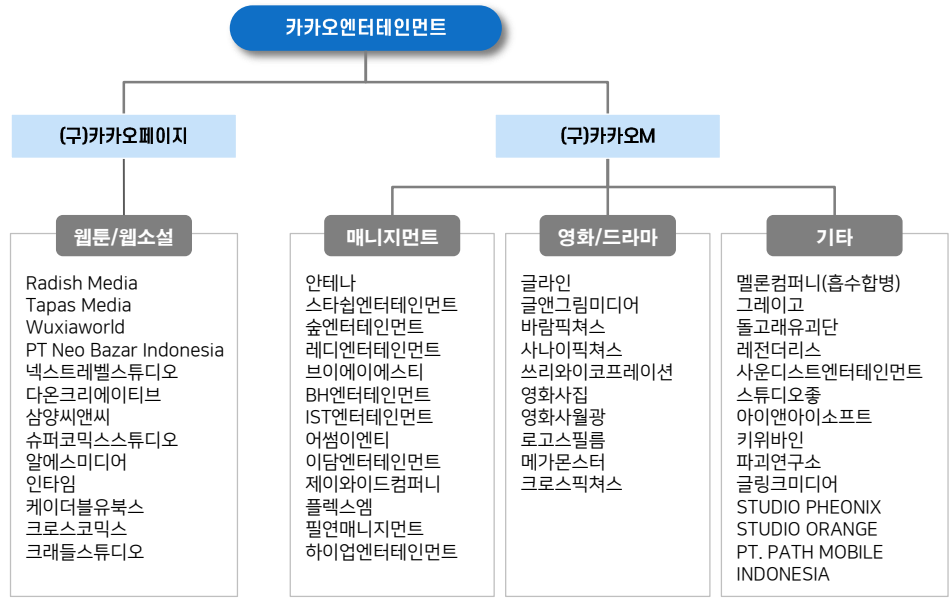 카카오엔터테인먼트
(구)카카오페이지
(구)카카오M
웹툰/웹소설
Radish Media
Tapas Media
Wuxiaworld
PT Neo Bazar Indonesia
넥스트레벨스튜디오
다온크리에이티브
삼양씨앤씨
슈퍼코믹스스튜디오
알에스미디어
인타임
케이더블유북스
크로스코믹스
크래들스튜디오
매니지먼트
안테나
스타쉽엔터테인먼트
숲엔터테인먼트
레디엔터테인먼트
브이에이에스티
BH엔터테인먼트
IST엔터테인먼트
어썸이엔티
이담엔터테인먼트
제이와이드컴퍼니
플렉스엠
필연매니지먼트
하이업엔터테인먼트
영화/드라마
글라인
글앤그림미디어
바람픽쳐스
사나이픽쳐스
쓰리와이코프레이션
영화사집
영화사월광
로고스필름
메가몬스터
크로스픽쳐스
기타
멜론컴퍼니(흡수합병)
그레이고
돌고래유괴단
레전더리스
사운디스트엔터테인먼트
스튜디오좋
아이앤아이소프트
키위바인
파괴연구소
글링크미디어
STUDIO PHEONIX
STUDIO ORANGE
PT. PATH MOBILE
INDONESIA